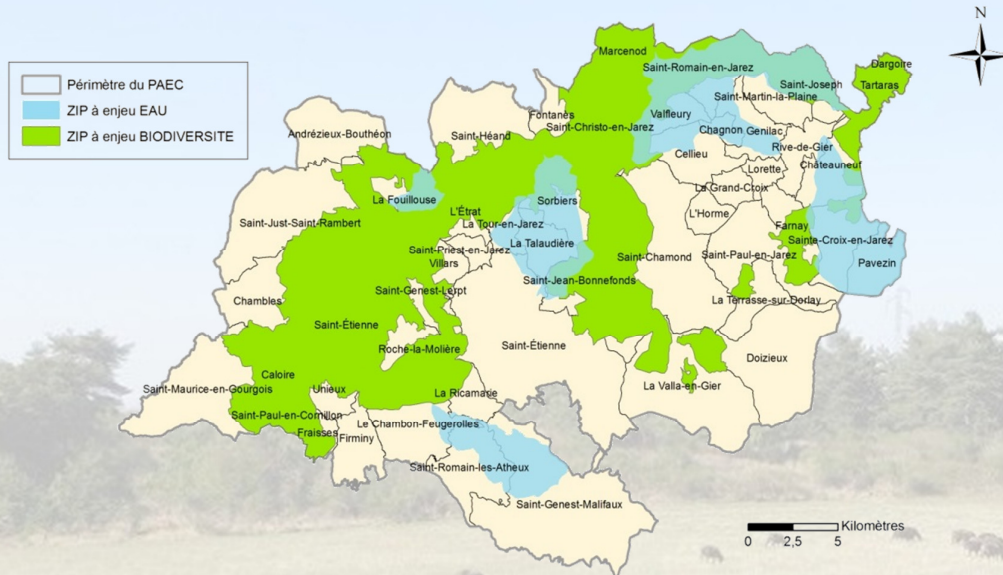 N
Périmètre du PAEC
ZIP à enjeu EAU
ZIP à enjeu BIODIVERSITE
Marcenod
Saint-Romain-en-Jarez
Dargoire
Tartaras
Saint-Joseph
Saint-Martin-la-Plaine
Fontanès
Valfleury
Saint-Christo-en-Jarez
Andrézieux-Bouthéon
Saint-Héand
Chagnon
Genilac
Rive-de-Gier
Cellieu
Châteauneuf
Lorette
La Grand-Croix
La Fouillouse
Sorbiers
L'Étrat
L'Horme
Saint-Just-Saint-Rambert
La Tour-en-Jarez
Farnay
La Talaudière
Sainte-Croix-en-Jarez
Saint-Priest-en-Jarez
Saint-Chamond
Saint-Paul-en-Jarez
Villars
Pavezin
Saint-Jean-Bonnefonds
Saint-Genest-Lerpt
Chambles
La Terrasse-sur-Dorlay
Saint-Étienne
Saint-Étienne
Roche-la-Molière
Doizieux
Caloire
Saint-Maurice-en-Gourgois
Unieux
La Ricamarie
La Valla-en-Gier
Saint-Paul-en-Cornillon
Le Chambon-Feugerolles
Fraisses
Firminy
Saint-Romain-les-Atheux
Saint-Genest-Malifaux
Kilomètres
0 2,5 5